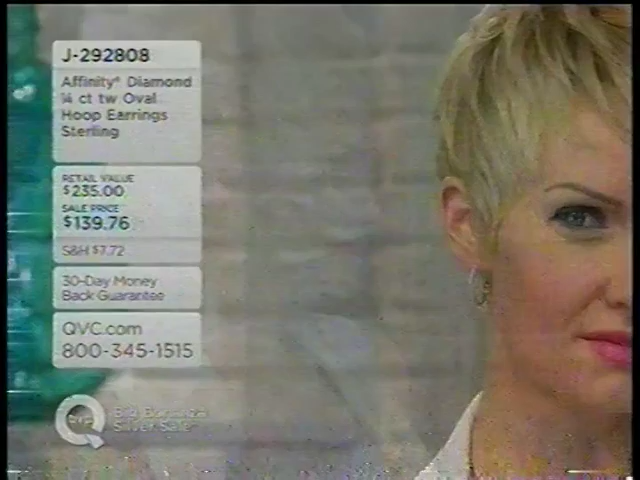 J-292808
Affinity® Diamond
¼ ct tw Oval
Hoop Earrings
Sterling
RETAIL VALUE
$235.00
SALE PRICE
$139.76
S&H $7.72
30-Day Money
Back Guarantee
QVC.com
800-345-1515
QVC
Silver Sale